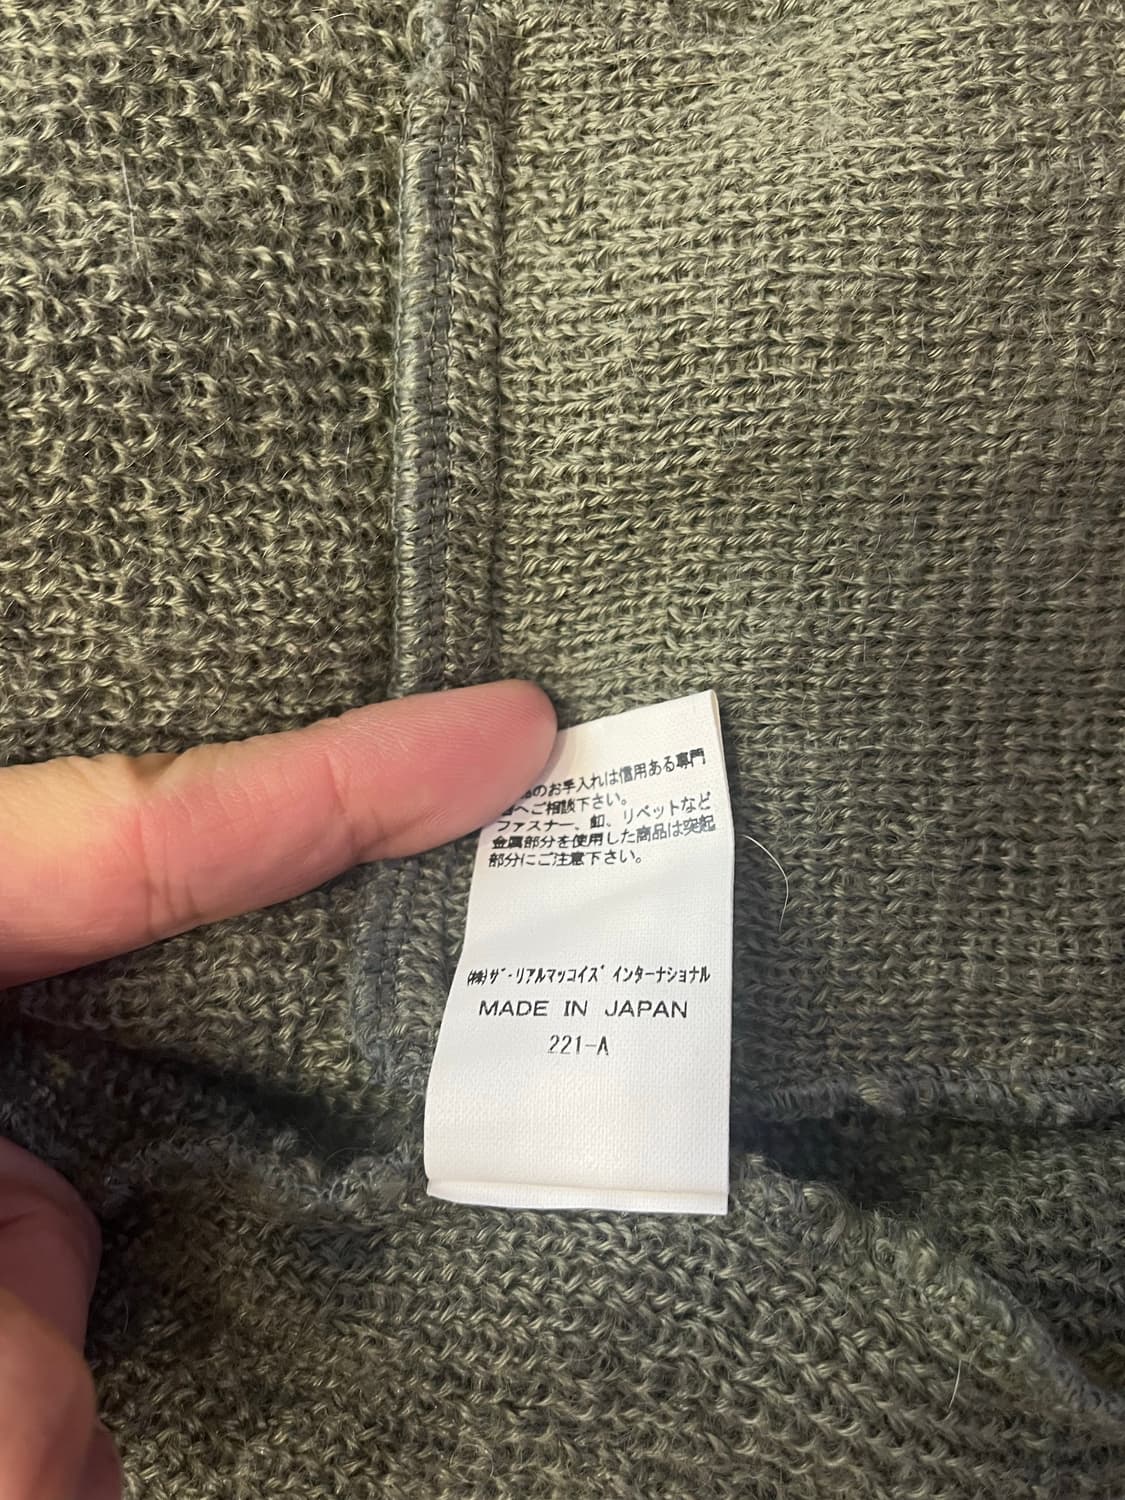 のお手入れは信用ある専門
へご相談下さい。
ファスナー、釦、リベットなど
金属部分を使用した商品は突起
部分にご注意下さい。
㈱ザ・リアルマッコイズ インターナショナル
MADE IN JAPAN
221-A